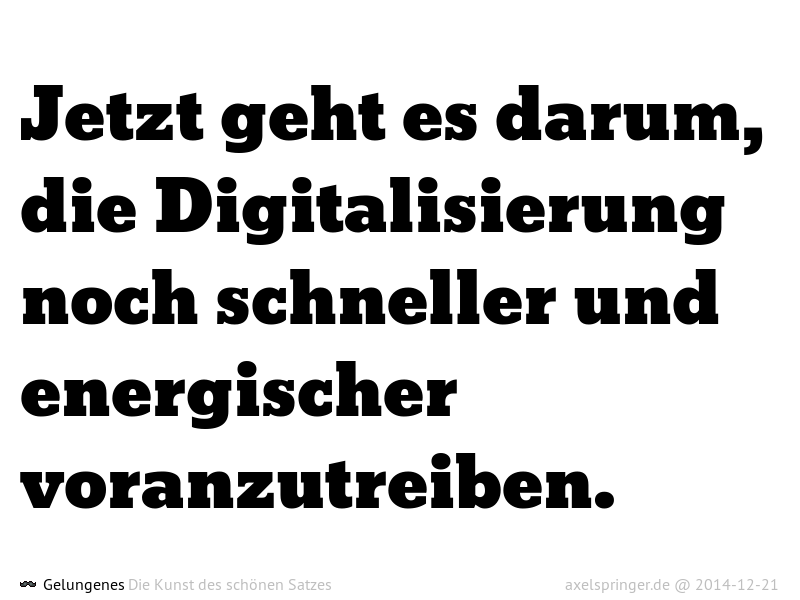 Jetzt geht es darum,
die Digitalisierung
noch schneller und
energischer
voranzutreiben.
Gelungenes Die Kunst des schönen Satzes
axelspringer.de @ 2014-12-21